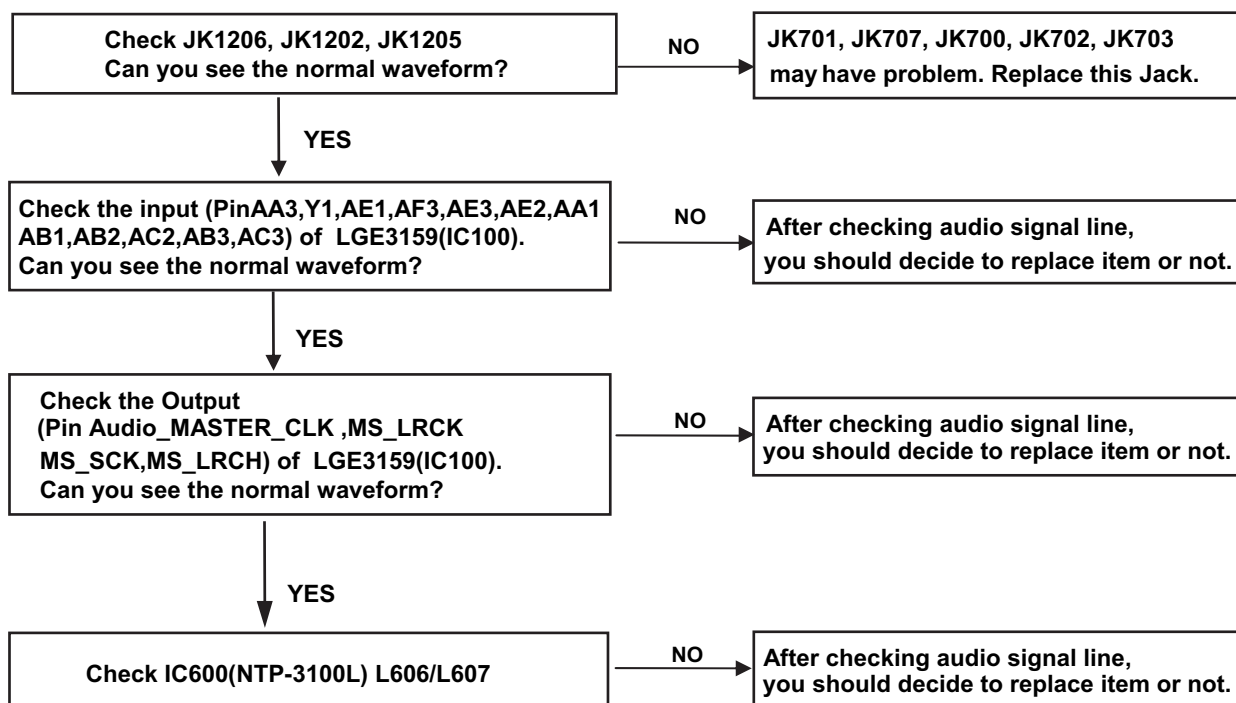 Check JK1206, JK1202, JK1205
Can you see the normal waveform?
NO
JK701, JK707, JK700, JK702, JK703
may have problem. Replace this Jack.
YES
Check the input (PinAA3,Y1,AE1,AF3,AE3,AE2,AA1
AB1,AB2,AC2,AB3,AC3) of LGE3159(IC100).
Can you see the normal waveform?
NO
After checking audio signal line,
you should decide to replace item or not.
YES
Check the Output
(Pin Audio_MASTER_CLK ,MS_LRCK
MS_SCK,MS_LRCH) of LGE3159(IC100).
Can you see the normal waveform?
NO
After checking audio signal line,
you should decide to replace item or not.
YES
Check IC600(NTP-3100L) L606/L607
NO
After checking audio signal line,
you should decide to replace item or not.